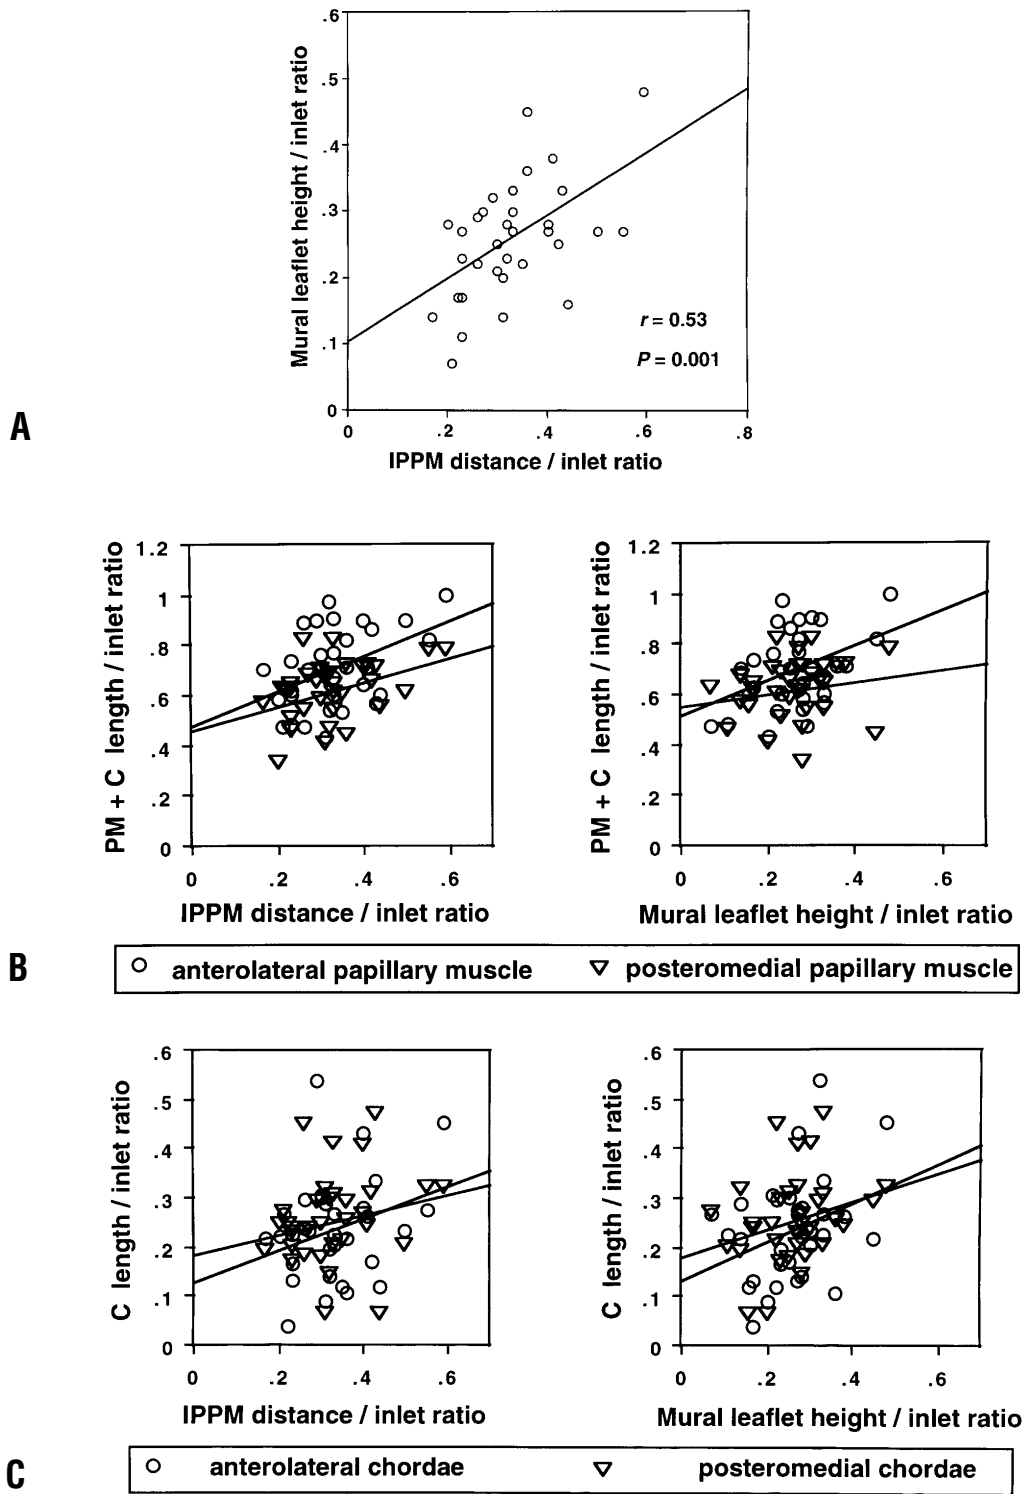 .6
.5
.4
.3
.2
.1
0
Mural leaflet height / inlet ratio
r = 0.53
P = 0.001
0 .2 .4 .6 .8
IPPM distance / inlet ratio
A
1.2
1
.8
.6
.4
.2
0
PM + C length / inlet ratio
0 .2 .4 .6
IPPM distance / inlet ratio
1.2
1
.8
.6
.4
.2
0
PM + C length / inlet ratio
0 .2 .4 .6
Mural leaflet height / inlet ratio
B
anterolateral papillary muscle posteromedial papillary muscle
.6
.5
.4
.3
.2
.1
0
C length / inlet ratio
0 .2 .4 .6
IPPM distance / inlet ratio
.6
.5
.4
.3
.2
.1
0
C length / inlet ratio
0 .2 .4 .6
Mural leaflet height / inlet ratio
C
anterolateral chordae posteromedial chordae